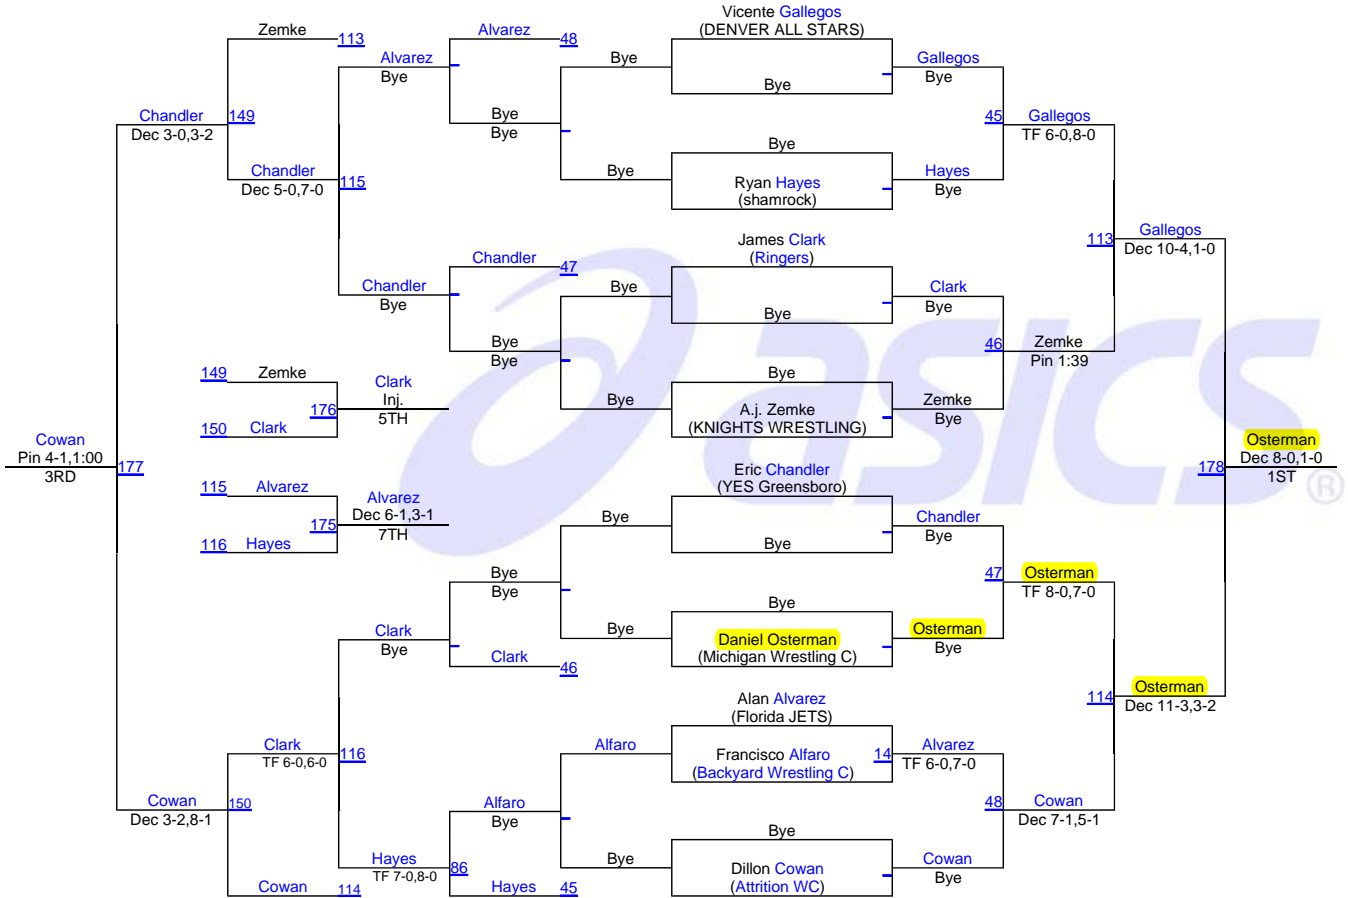 Vicente Gallegos
(DENVER ALL STARS)
Zemke
113
Alvarez
48
Alvarez
Bye
Bye
Bye
Gallegos
Bye
Chandler
149
Dec 3-0,3-2
Bye
Bye
45
Gallegos
TF 6-0,8-0
Bye
Chandler
Dec 5-0,7-0
115
Bye
Ryan Hayes
(shamrock)
Hayes
Bye
James Clark
(Ringers)
Gallegos
113
Dec 10-4,1-0
Chandler
47
Chandler
Bye
Bye
Bye
Clark
Bye
Bye
Bye
46
Zemke
Pin 1:39
149
Zemke
Bye
Clark
Inj.
176
5TH
Bye
A.j. Zemke
(KNIGHTS WRESTLING)
Zemke
Bye
150
Clark
Cowan
Pin 4-1,1:00
177
3RD
asics
®
Osterman
Dec 8-0,1-0
178
1ST
Eric Chandler
(YES Greensboro)
115
Alvarez
Alvarez
Dec 6-1,3-1
175
7TH
116
Hayes
Bye
Bye
Chandler
Bye
Bye
Bye
47
Osterman
TF 8-0,7-0
Bye
Clark
Bye
Bye
Daniel Osterman
(Michigan Wrestling C)
Osterman
Bye
Clark
46
Alan Alvarez
(Florida JETS)
Osterman
114
Dec 11-3,3-2
Clark
116
TF 6-0,6-0
Alfaro
Francisco Alfaro
(Backyard Wrestling C)
14
Alvarez
TF 6-0,7-0
Cowan
150
Dec 3-2,8-1
Alfaro
Bye
48
Cowan
Dec 7-1,5-1
Bye
Hayes
TF 7-0,8-0
86
Bye
Dillon Cowan
(Attrition WC)
Cowan
Bye
Cowan
114
Hayes
45